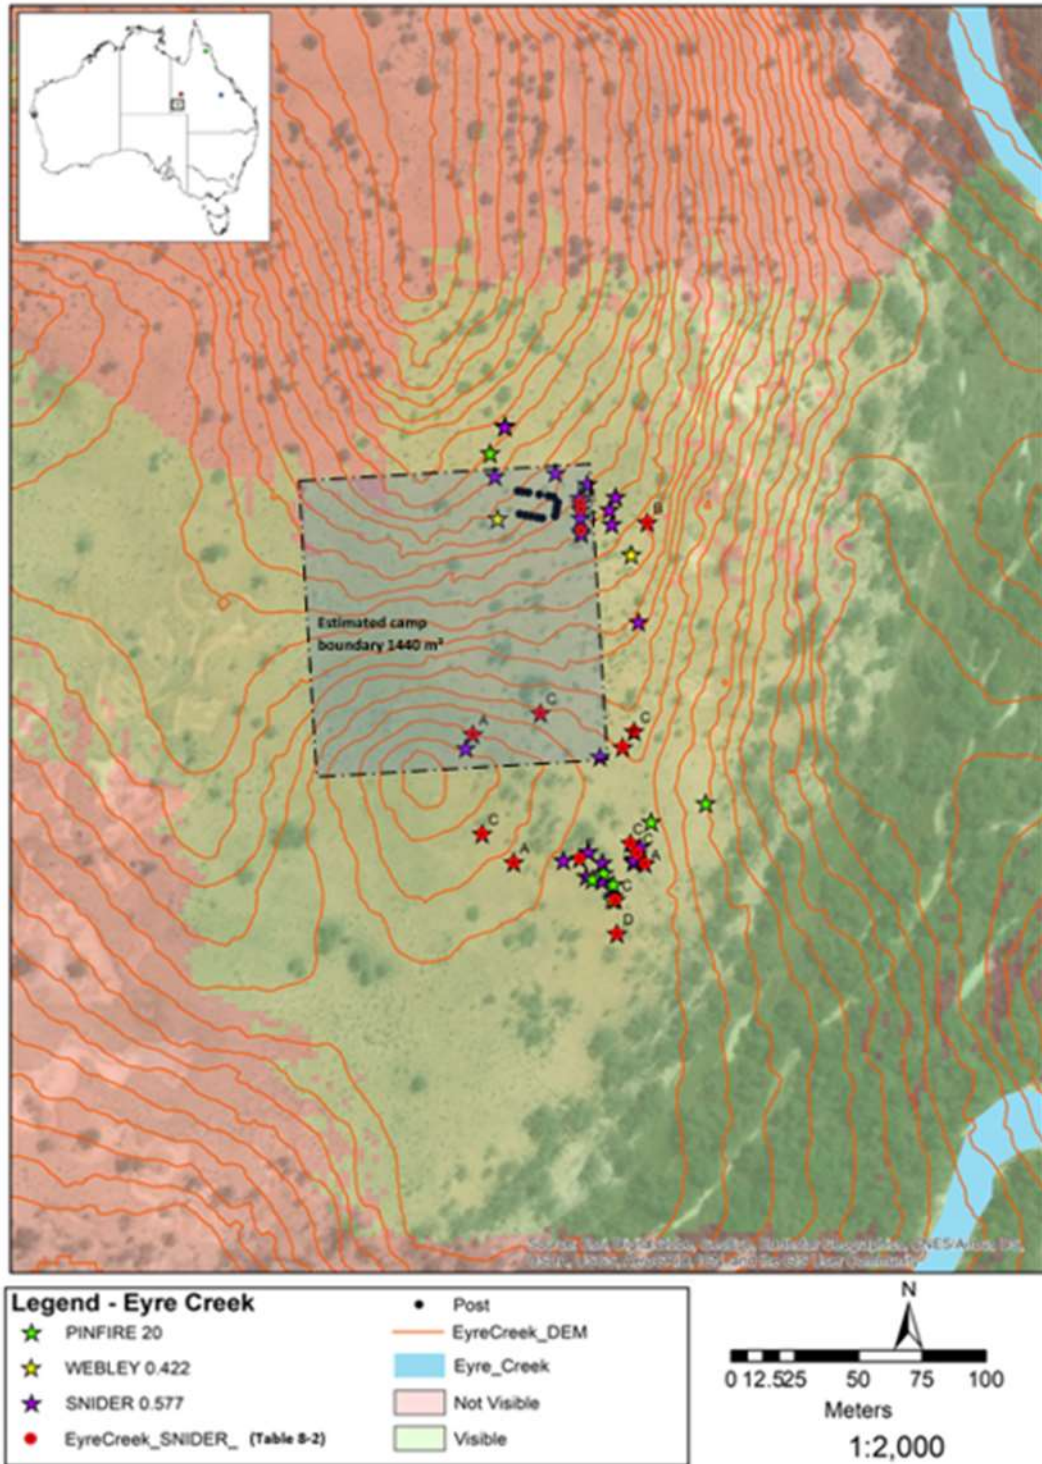 B
Estimated camp
boundary 1440 m²
C
A
C
C
A
C
C
A
C
D
N
Legend - Eyre Creek
PINFIRE 20
WEBLEY 0.422
SNIDER 0.577
EyreCreek_SNIDER_ (Table 8-2)
Post
EyreCreek_DEM
Eyre_Creek
Not Visible
Visible
0 12.525 50 75 100
Meters
1:2,000